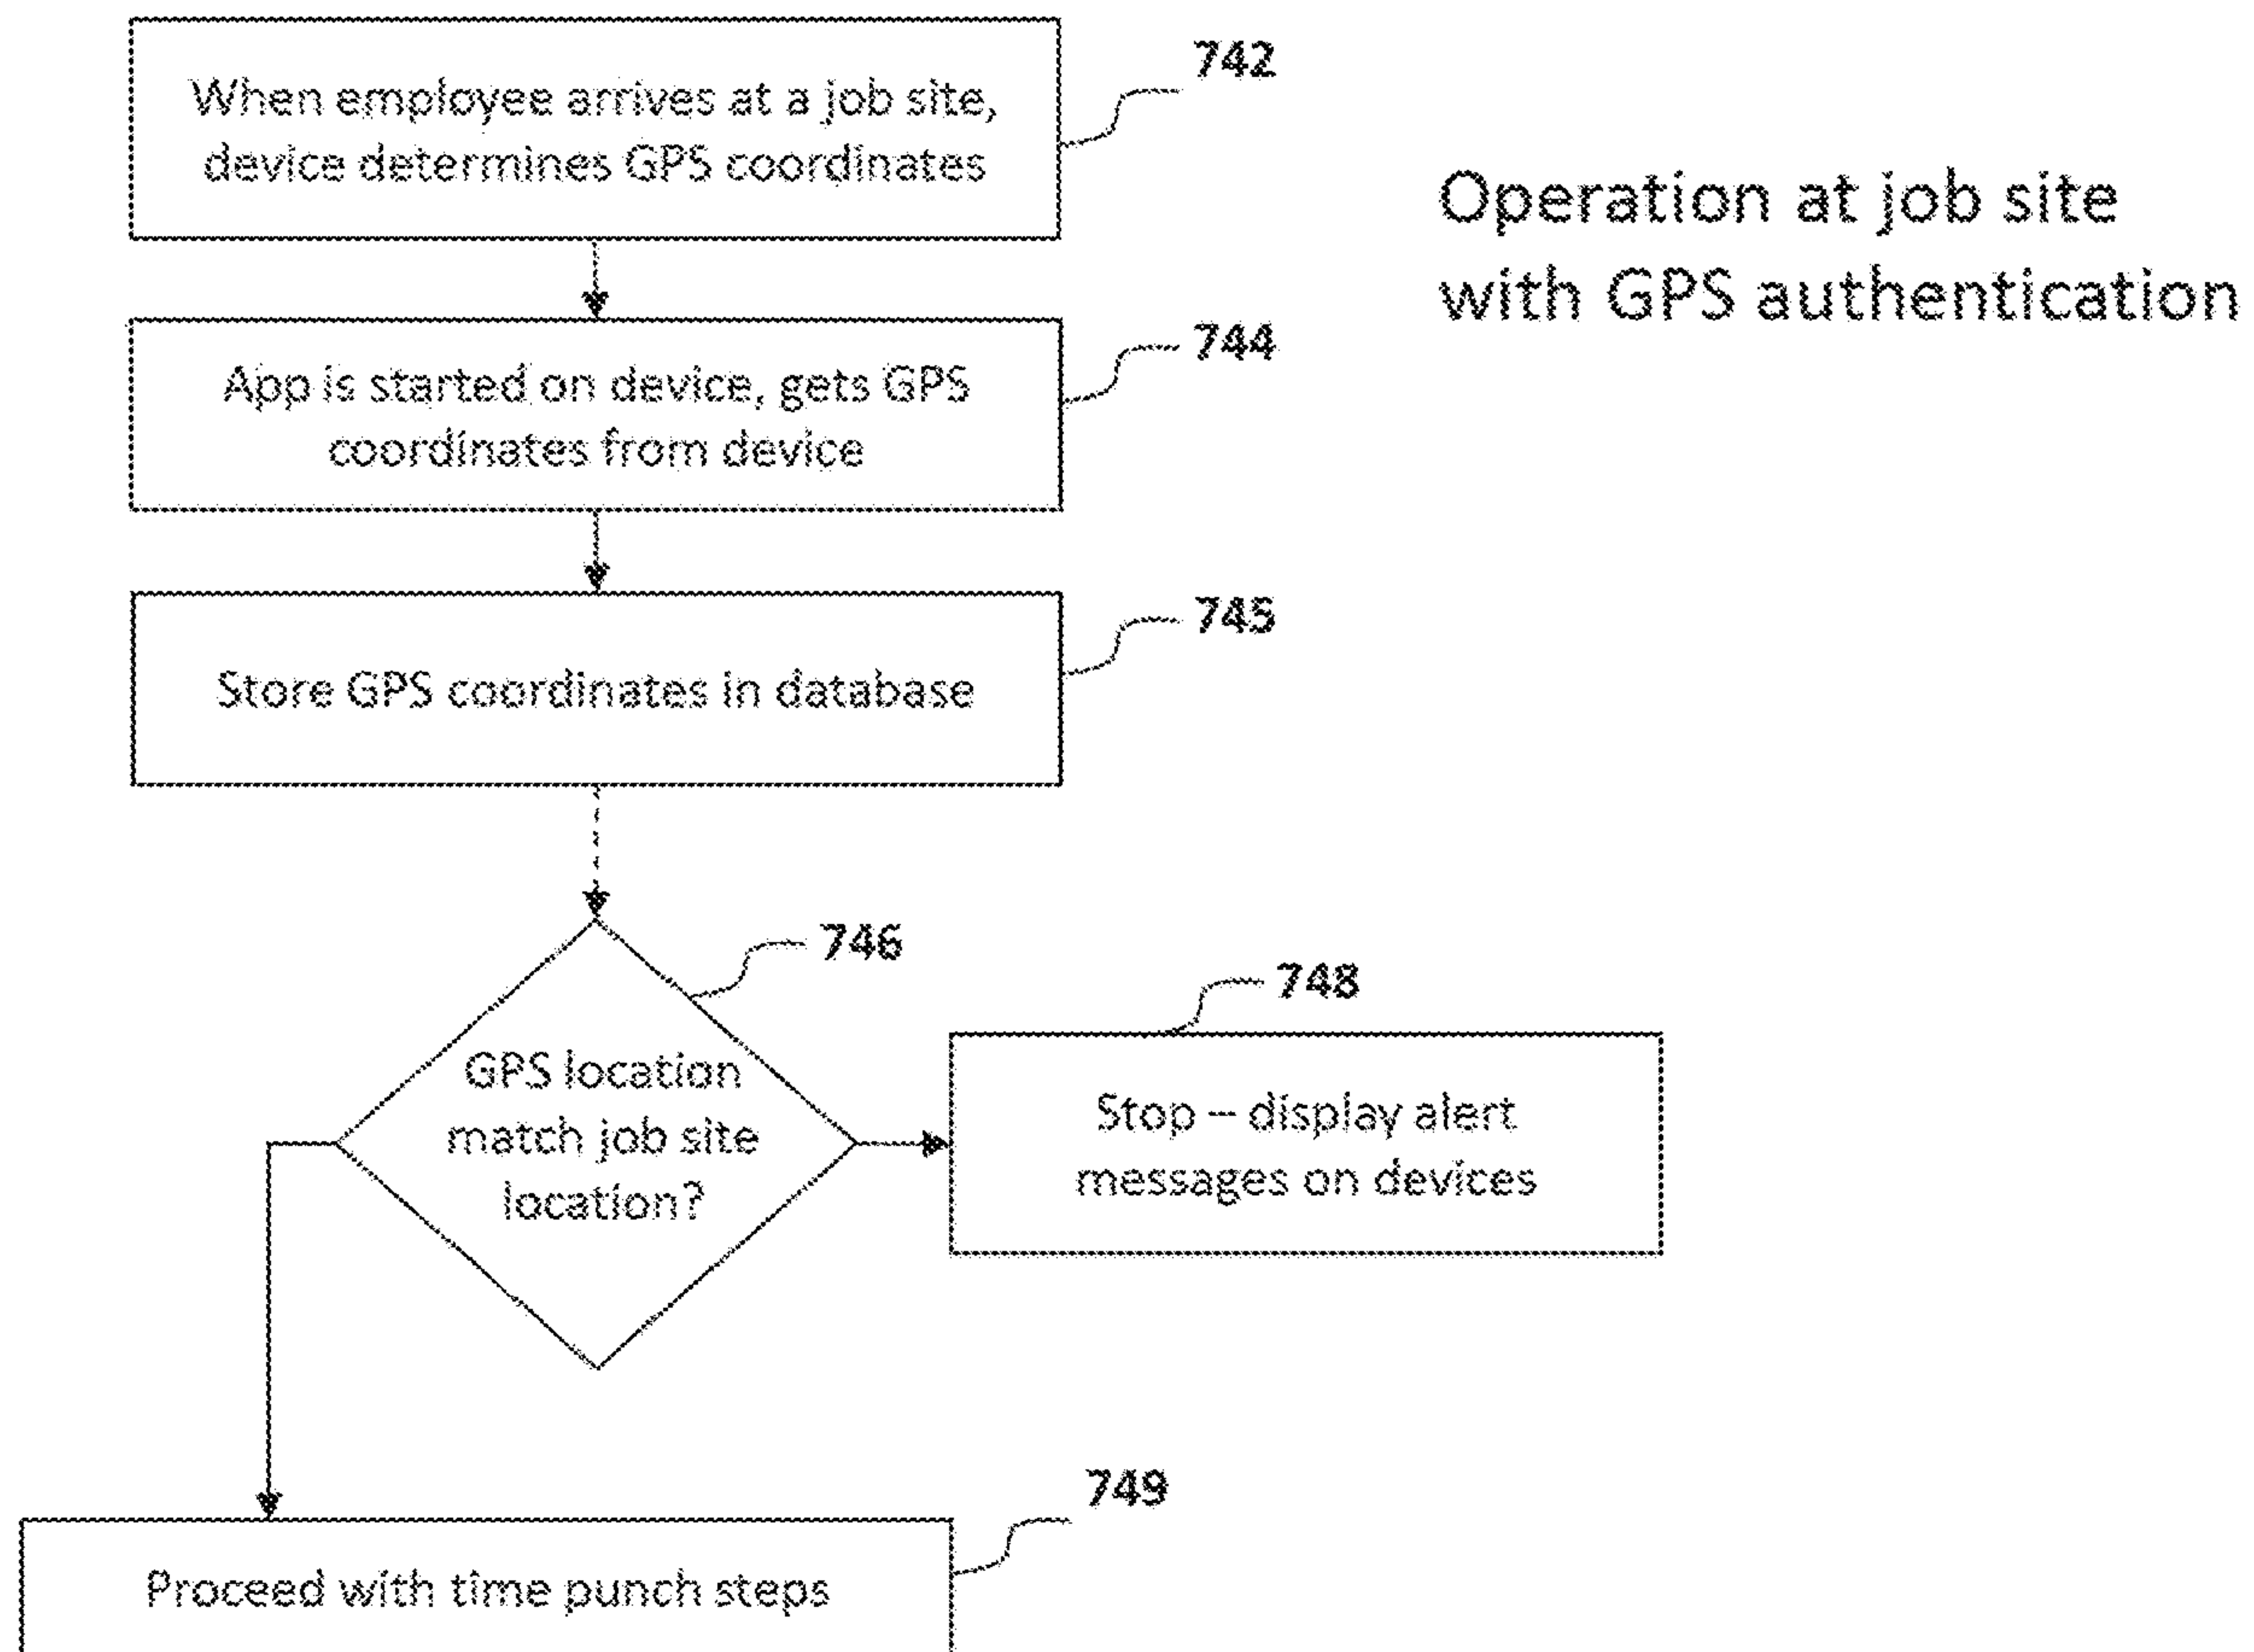 742
When employee arrives at a job site,
device determines GPS coordinates
Operation at job site
with GPS authentication
744
App is started on device, gets GPS
coordinates from device
745
Store GPS coordinates in database
746
748
GPS location
match job site
location?
Stop – display alert
messages on devices
749
Proceed with time punch steps